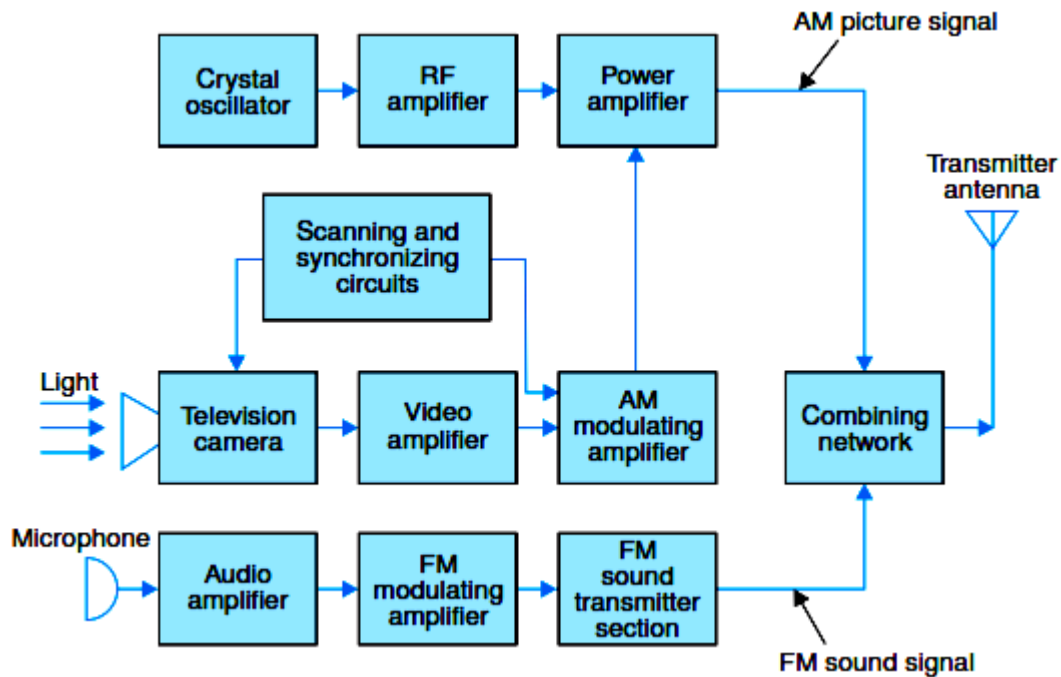 AM picture signal
Crystal
oscillator
RF
amplifier
Power
amplifier
Transmitter
antenna
Scanning and
synchronizing
circuits
Light
Television
camera
Video
amplifier
AM
modulating
amplifier
Combining
network
Microphone
Audio
amplifier
FM
modulating
amplifier
FM
sound
transmitter
section
FM sound signal